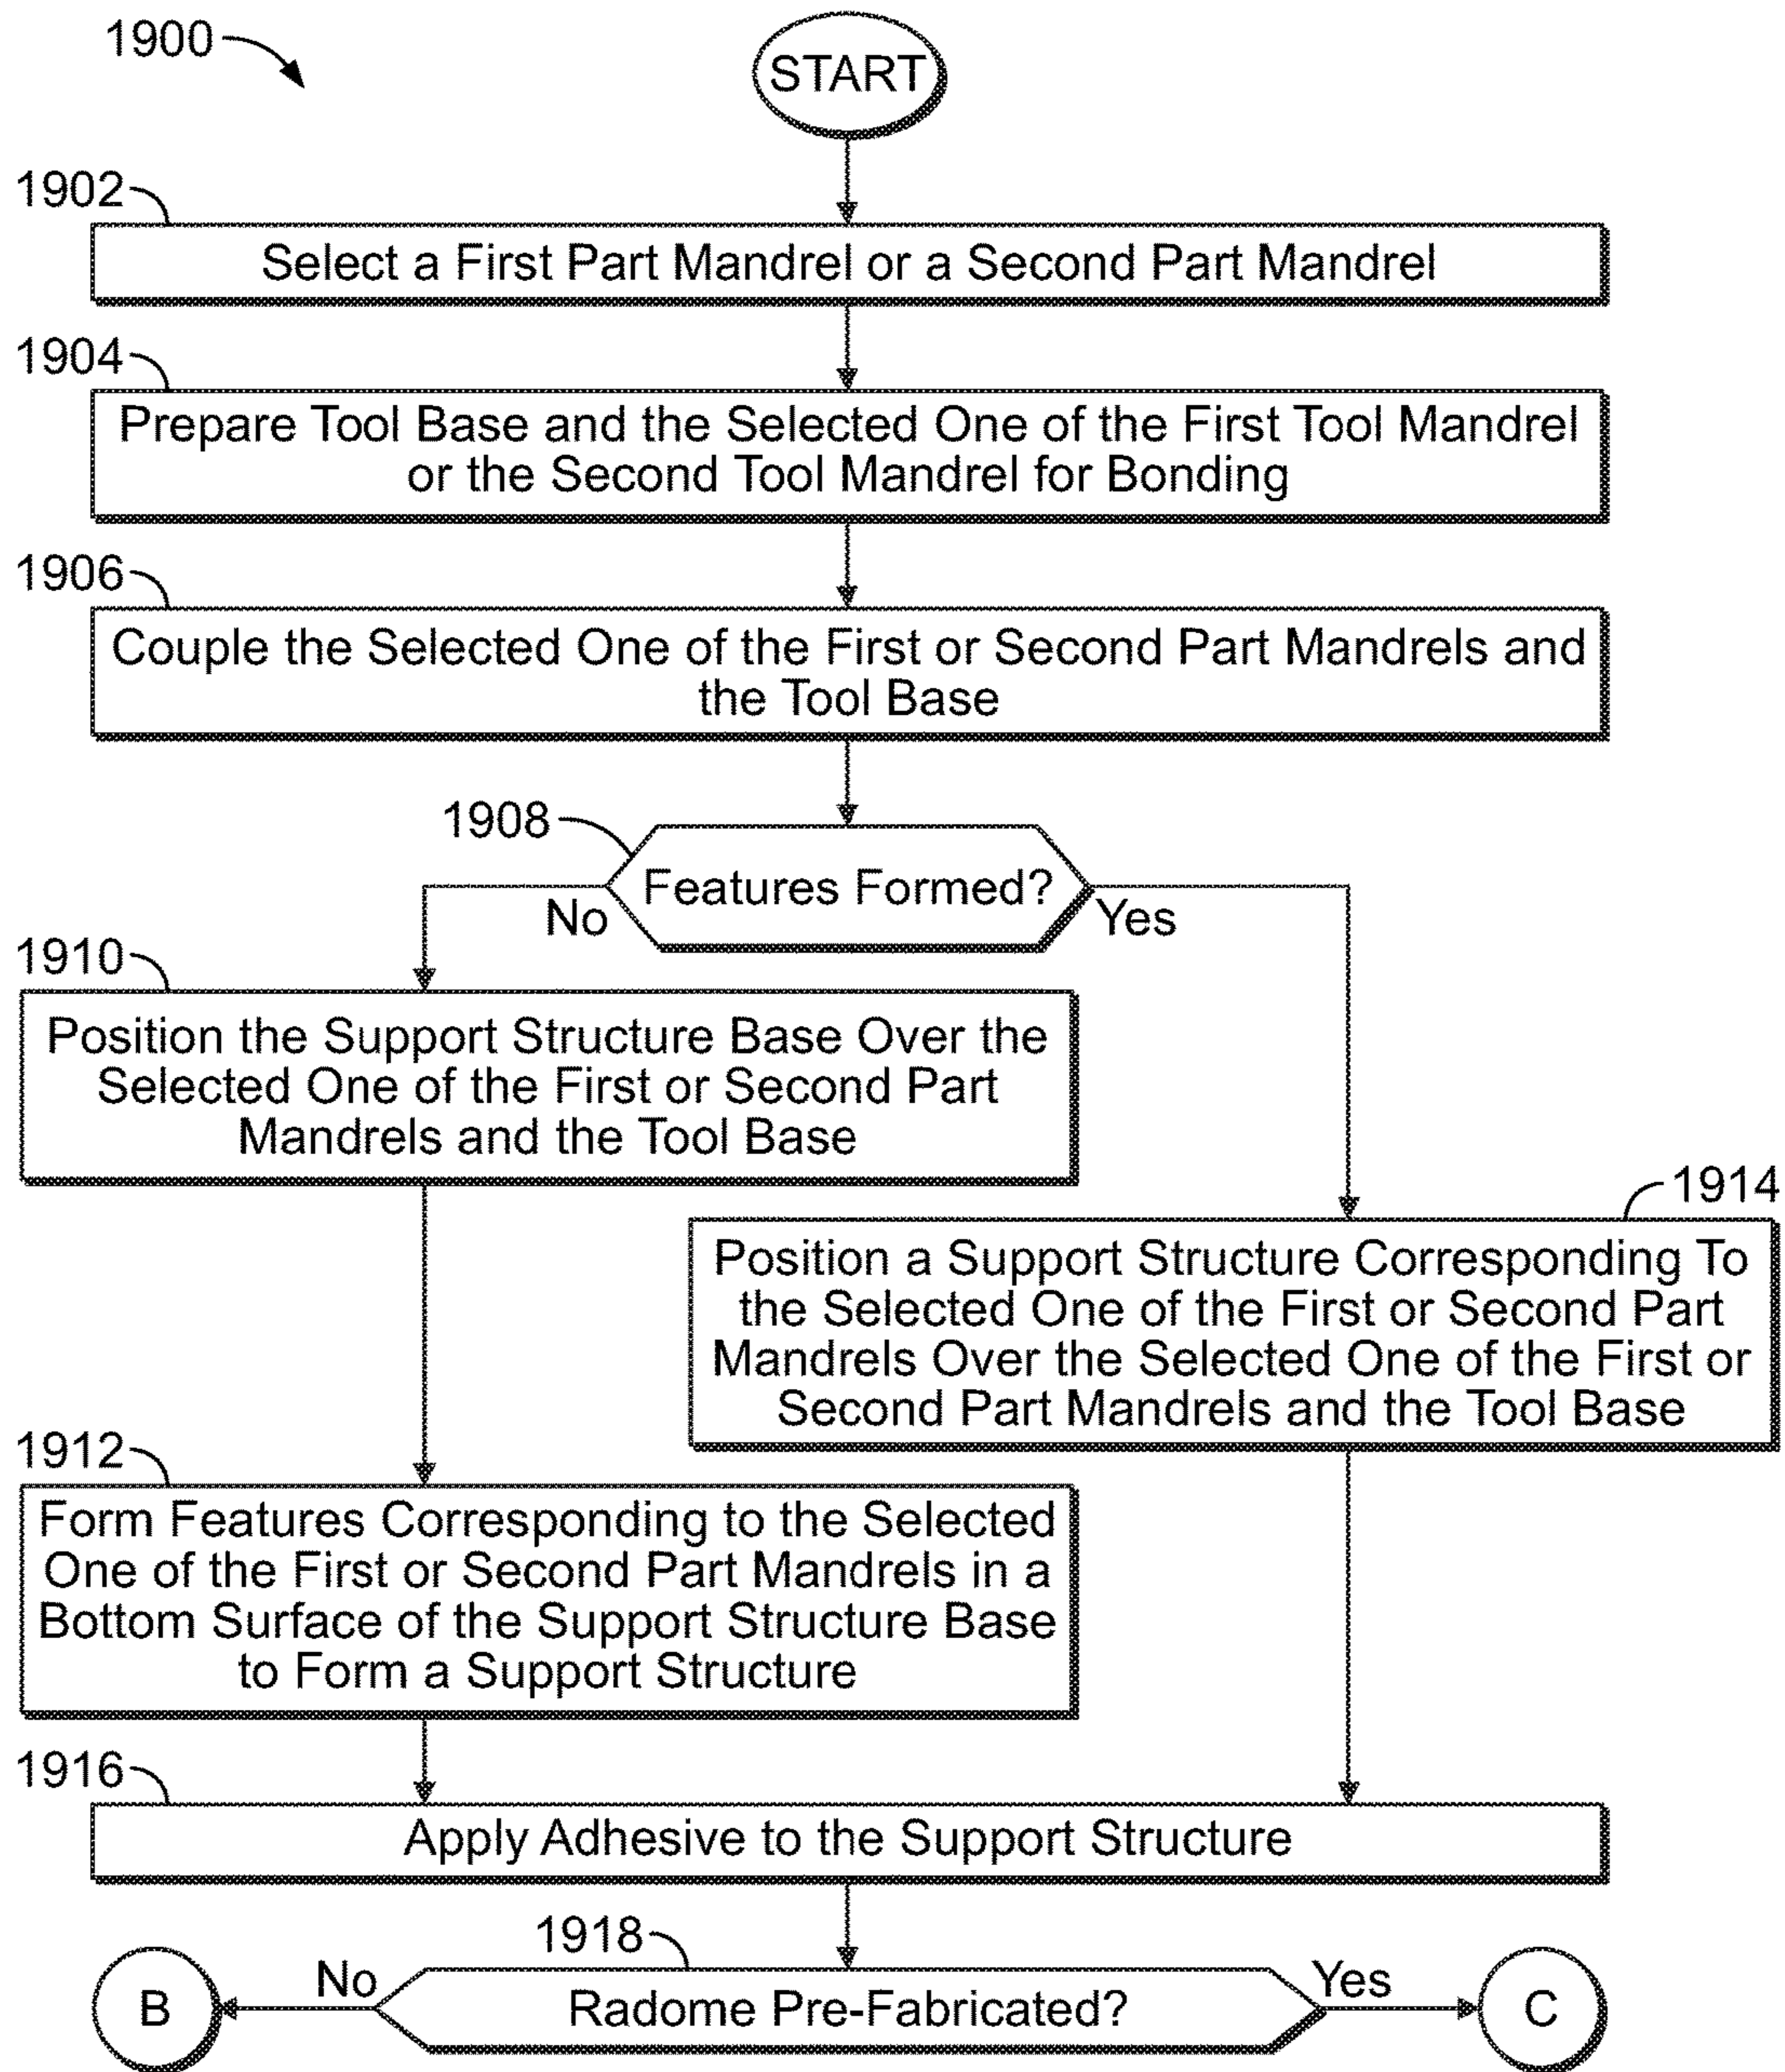 1900
START
1902
Select a First Part Mandrel or a Second Part Mandrel
1904
Prepare Tool Base and the Selected One of the First Tool Mandrel
or the Second Tool Mandrel for Bonding
1906
Couple the Selected One of the First or Second Part Mandrels and
the Tool Base
1908
Features Formed?
No
Yes
1910
Position the Support Structure Base Over the
Selected One of the First or Second Part
Mandrels and the Tool Base
1914
Position a Support Structure Corresponding To
the Selected One of the First or Second Part
Mandrels Over the Selected One of the First or
Second Part Mandrels and the Tool Base
1912
Form Features Corresponding to the Selected
One of the First or Second Part Mandrels in a
Bottom Surface of the Support Structure Base
to Form a Support Structure
1916
Apply Adhesive to the Support Structure
1918
B
No
Radome Pre-Fabricated?
Yes
C